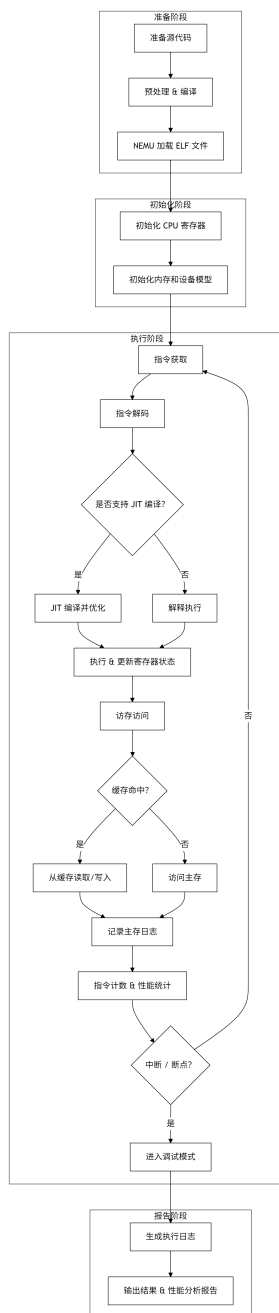 准备阶段
准备源代码
预处理 & 编译
NEMU 加载 ELF 文件
初始化阶段
初始化 CPU 寄存器
初始化内存和设备模型
执行阶段
指令获取
指令解码
是否支持 JIT 编译?
是
否
JIT 编译并优化
解释执行
执行 & 更新寄存器状态
访存访问
否
缓存命中?
是
否
从缓存读取/写入
访问主存
记录主存日志
指令计数 & 性能统计
中断 / 断点?
是
进入调试模式
报告阶段
生成执行日志
输出结果 & 性能分析报告